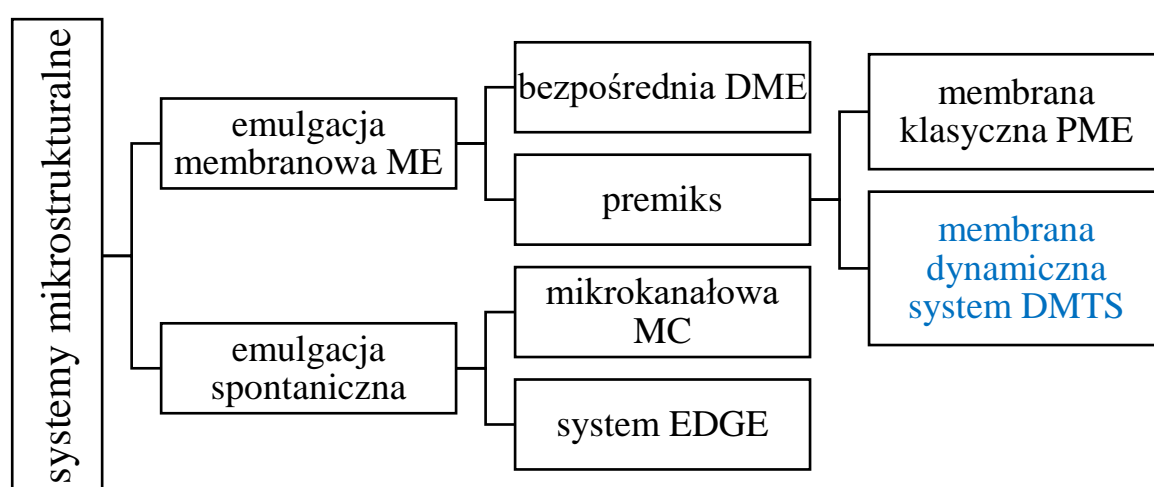 systemy mikrostrukturalne
emulgacja
membranowa ME
bezpośrednia DME
premiks
membrana
klasyczna PME
membrana
dynamiczna
system DMTS
emulgacja
spontaniczna
mikrokanałowa
MC
system EDGE